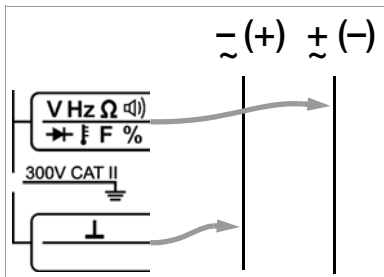 − (+) + (−)
~ ~
V Hz Ω
F %
300V CAT II